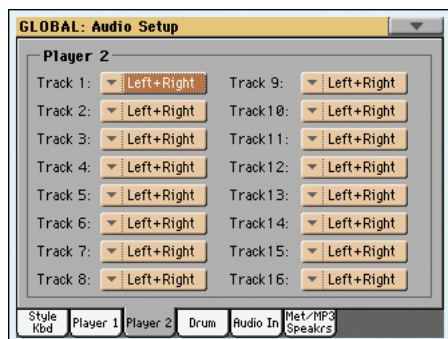 GLOBAL: Audio Setup
Player 2
Track 1: Left+Right Track 9: Left+Right
Track 2: Left+Right Track10: Left+Right
Track 3: Left+Right Track11: Left+Right
Track 4: Left+Right Track12: Left+Right
Track 5: Left+Right Track13: Left+Right
Track 6: Left+Right Track14: Left+Right
Track 7: Left+Right Track15: Left+Right
Track 8: Left+Right Track16: Left+Right
Style Kbd Player 1 Player 2 Drum Audio In Met/MP3 Speakrs